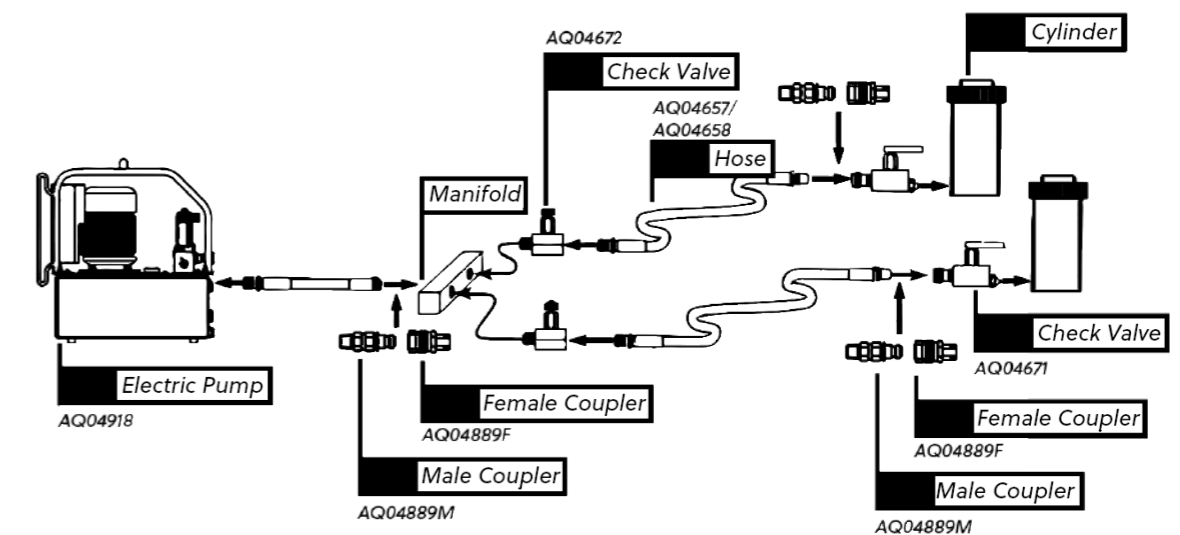 Cylinder
AQ04672
Check Valve
AQ04657/
AQ04658
Hose
Manifold
Electric Pump
AQ04918
Female Coupler
AQ04889F
Male Coupler
AQ04889M
Check Valve
AQ04671
Female Coupler
AQ04889F
Male Coupler
AQ04889M